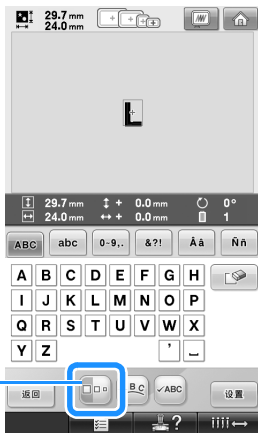 29.7 mm
24.0 mm
L
29.7 mm 0.0 mm 0°
24.0 mm 0.0 mm 1
ABC abc 0-9,. &?! Ää Ññ
A B C D E F G H
I J K L M N O P
Q R S T U V W X
Y Z ' ⎵
返回 B C ✓ABC 设置
?